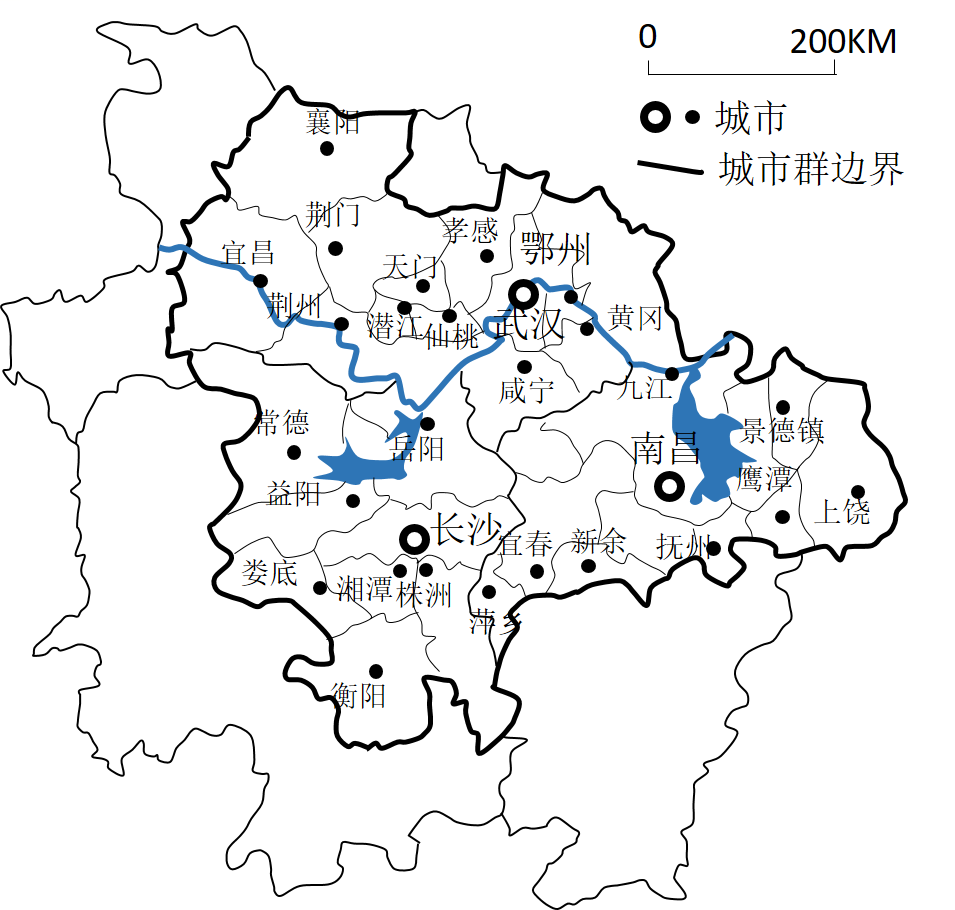 0
200KM
城市
城市群边界
襄阳
荆门
孝感
鄂州
宜昌
天门
荆州
潜江
仙桃
武汉
黄冈
咸宁
九江
常德
岳阳
南昌
景德镇
益阳
鹰潭
上饶
长沙
宜春
新余
抚州
娄底
湘潭
株洲
萍乡
衡阳